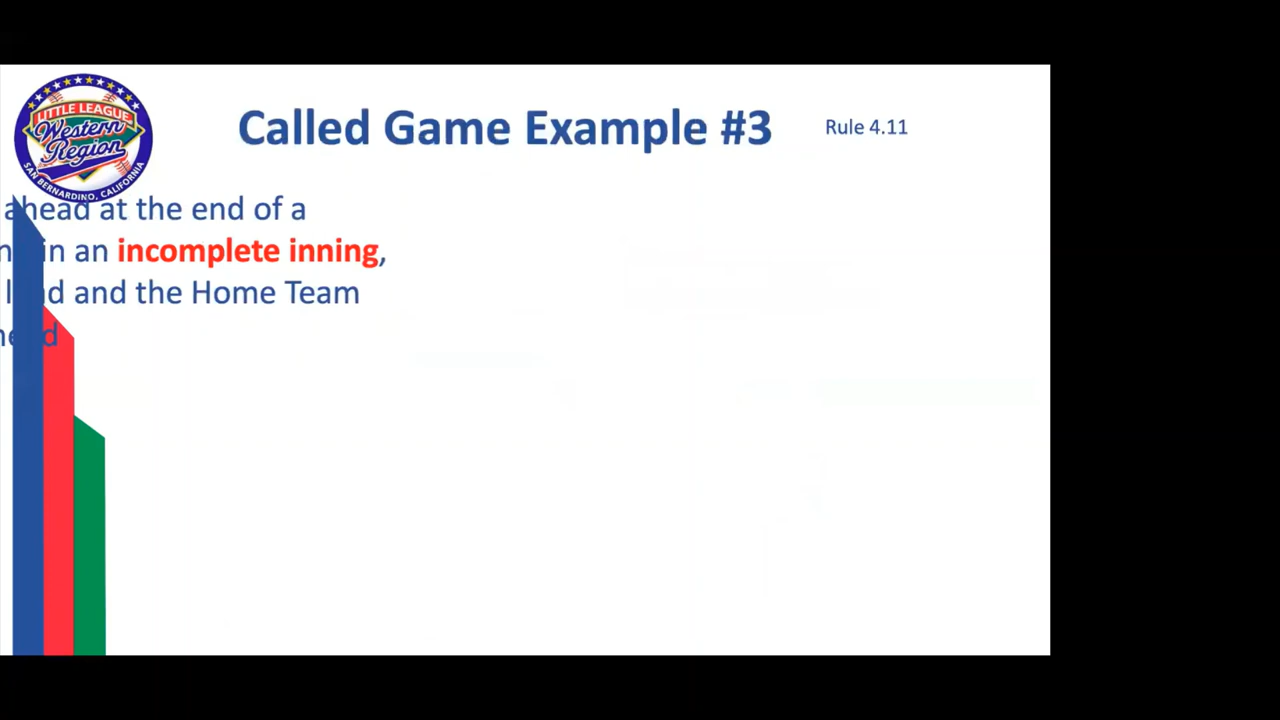 LITTLE LEAGUE
Western
Region
SAN BERNARDINO, CALIFORNIA
Called Game Example #3
Rule 4.11
ahead at the end of a
in an incomplete inning,
and the Home Team